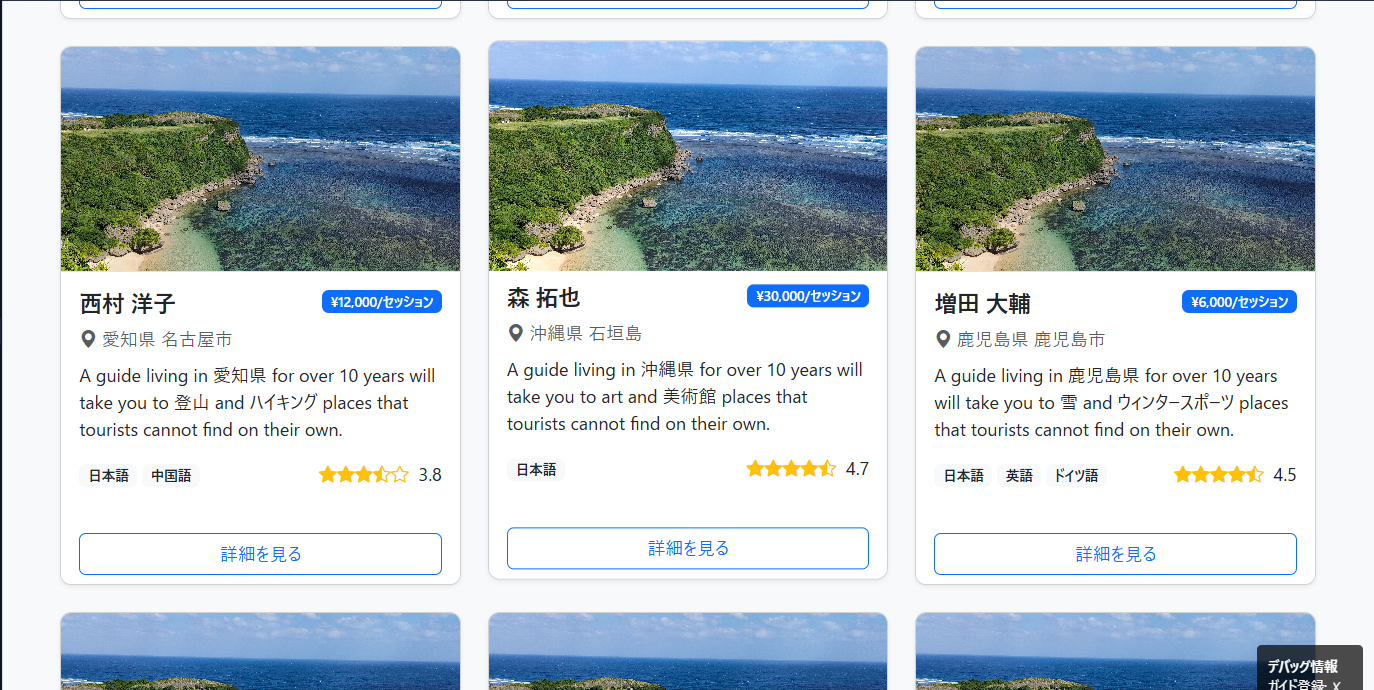 西村 洋子
¥12,000/セッション
愛知県 名古屋市
A guide living in 愛知県 for over 10 years will
take you to 登山 and ハイキング places that
tourists cannot find on their own.
日本語
中国語
3.8
詳細を見る
森 拓也
¥30,000/セッション
沖縄県 石垣島
A guide living in 沖縄県 for over 10 years will
take you to art and 美術館 places that
tourists cannot find on their own.
日本語
4.7
詳細を見る
増田 大輔
¥6,000/セッション
鹿児島県 鹿児島市
A guide living in 鹿児島県 for over 10 years
will take you to 雪 and ウィンタースポーツ places
that tourists cannot find on their own.
日本語
英語
ドイツ語
4.5
詳細を見る
デバッグ情報
ガイド登録